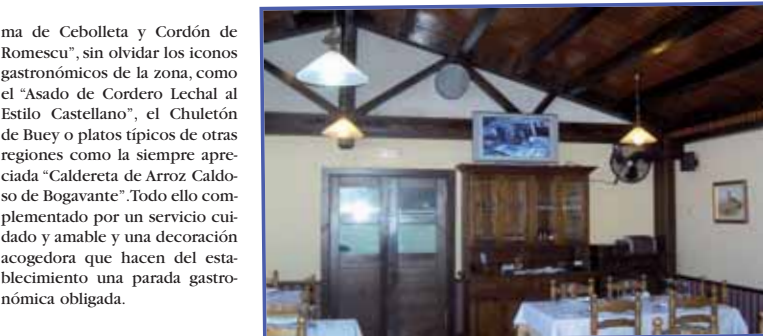 ma de Cebolleta y Cordón de
Romescu”, sin olvidar los iconos
gastronómicos de la zona, como
el “Asado de Cordero Lechal al
Estilo Castellano”, el Chuletón
de Buey o platos típicos de otras
regiones como la siempre apre-
ciada “Caldereta de Arroz Caldo-
so de Bogavante”.Todo ello com-
plementado por un servicio cui-
dado y amable y una decoración
acogedora que hacen del esta-
blecimiento una parada gastro-
nómica obligada.